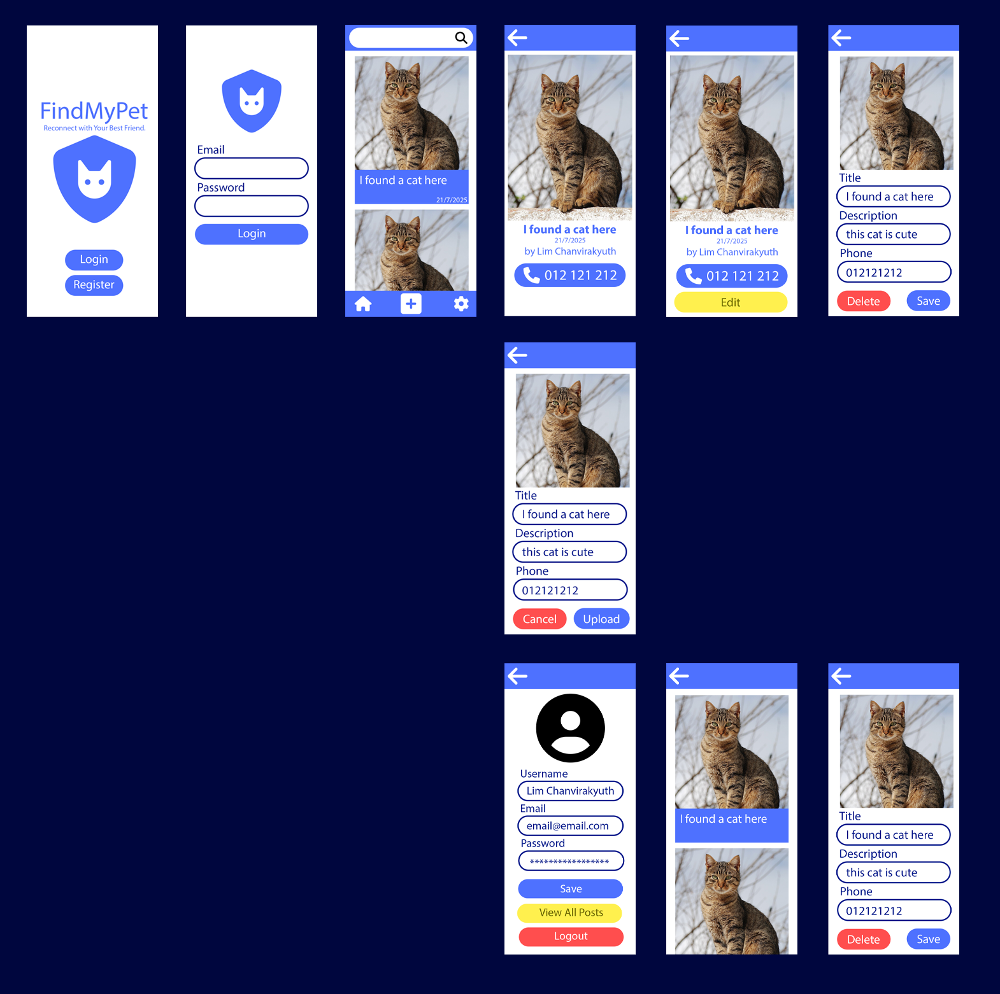 FindMyPet
Reconnect with Your Best Friend.
Login
Register
Email
Password
Login
I found a cat here
21/7/2025
I found a cat here
21/7/2025
by Lim Chanvirakyuth
012 121 212
I found a cat here
21/7/2025
by Lim Chanvirakyuth
012 121 212
Edit
Title
I found a cat here
Description
this cat is cute
Phone
012121212
Delete
Save
Title
I found a cat here
Description
this cat is cute
Phone
012121212
Cancel
Upload
Username
Lim Chanvirakyuth
Email
email@email.com
Password
*****************
Save
View All Posts
Logout
I found a cat here
Title
I found a cat here
Description
this cat is cute
Phone
012121212
Delete
Save